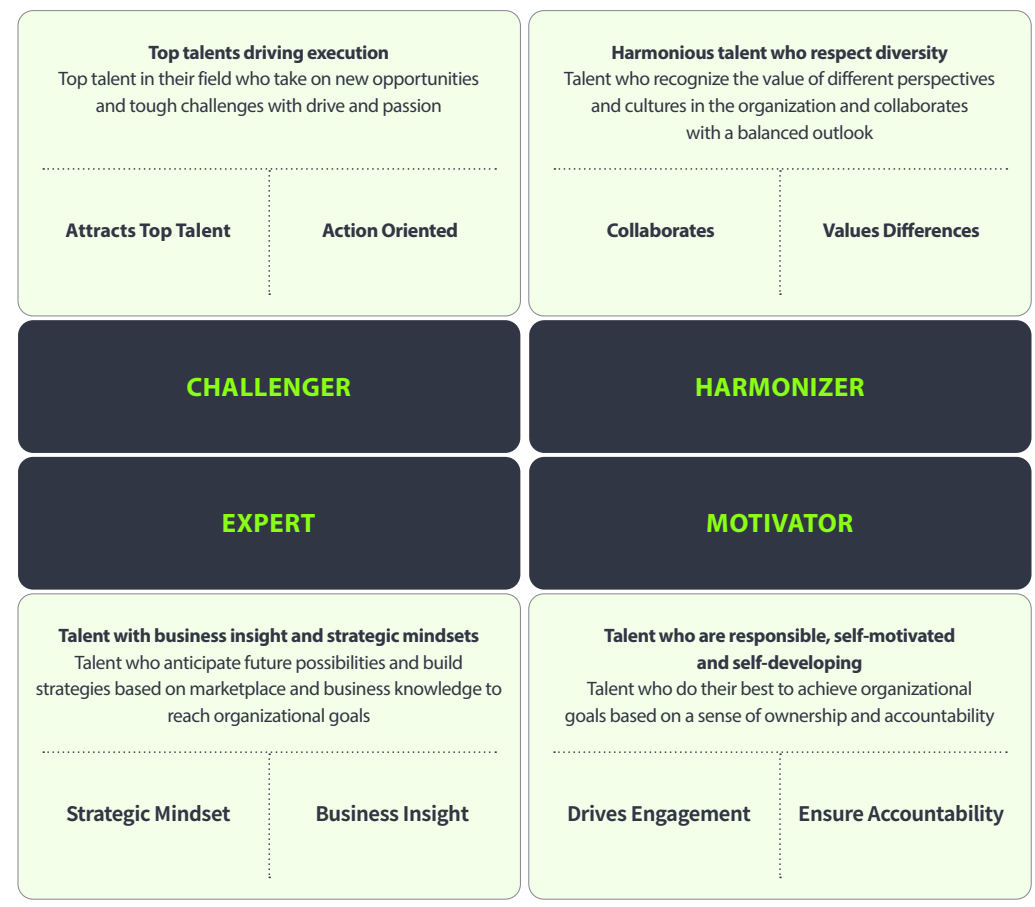 Top talents driving execution
Top talent in their field who take on new opportunities
and tough challenges with drive and passion
Attracts Top Talent
Action Oriented
Harmonious talent who respect diversity
Talent who recognize the value of different perspectives
and cultures in the organization and collaborates
with a balanced outlook
Collaborates
Values Differences
CHALLENGER
HARMONIZER
EXPERT
MOTIVATOR
Talent with business insight and strategic mindsets
Talent who anticipate future possibilities and build
strategies based on marketplace and business knowledge to
reach organizational goals
Strategic Mindset
Business Insight
Talent who are responsible, self-motivated
and self-developing
Talent who do their best to achieve organizational
goals based on a sense of ownership and accountability
Drives Engagement
Ensure Accountability